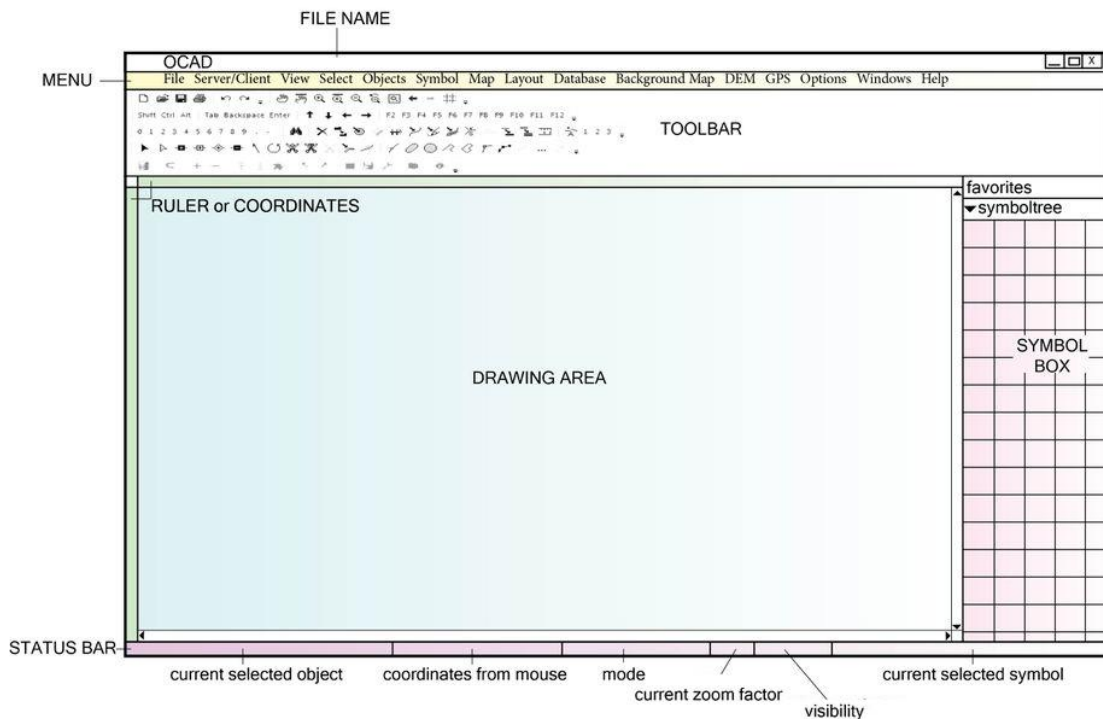 FILE NAME
OCAD
X
MENU
File Server/Client View Select Objects Symbol Map Layout Database Background Map DEM GPS Options Windows Help
Shift Ctrl Alt Tab Backspace Enter F2 F3 F4 F5 F6 F7 F8 F9 F10 F11 F12
TOOLBAR
0 1 2 3 4 5 6 7 8 9 . - 1 2 3
favorites
RULER or COORDINATES
symboltree
SYMBOL
BOX
DRAWING AREA
STATUS BAR
current selected object coordinates from mouse mode current selected symbol
current zoom factor
visibility